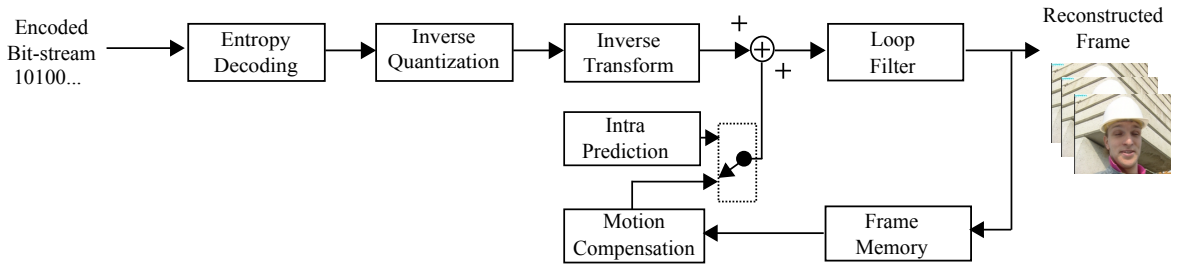 Encoded
Bit-stream
10100...
Entropy
Decoding
Inverse
Quantization
Inverse
Transform
+
+
+
Loop
Filter
Reconstructed
Frame
Intra
Prediction
Motion
Compensation
Frame
Memory